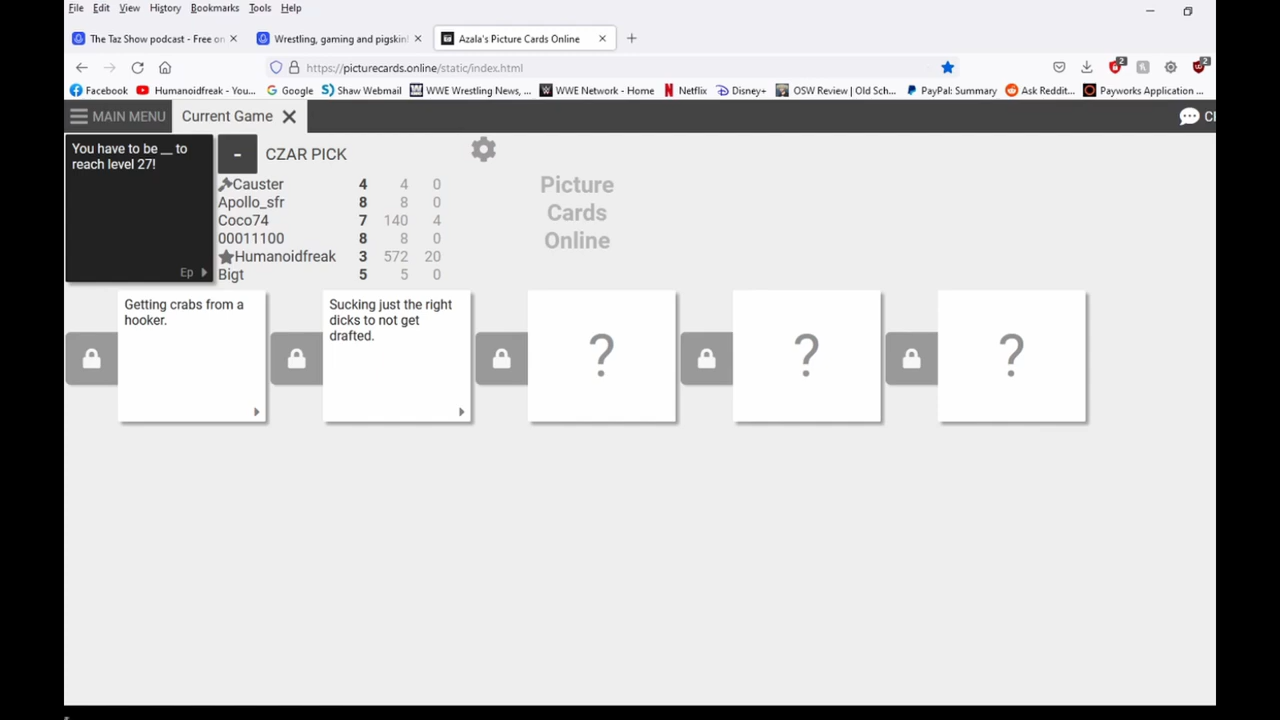 File Edit View History Bookmarks Tools Help
The Taz Show podcast - Free on
Wrestling, gaming and pigskin!
Azala's Picture Cards Online
https://picturecards.online/static/index.html
2
2
Facebook
Humanoidfreak - You...
Google
Shaw Webmail
WWE Wrestling News, ...
WWE Network - Home
Netflix
Disney+
OSW Review | Old Sch...
PayPal: Summary
Ask Reddit...
Payworks Application ...
MAIN MENU
Current Game
You have to be __ to
reach level 27!
Ep
-
CZAR PICK
Causter 4 4 0
Apollo_sfr 8 8 0
Coco74 7 140 4
00011100 8 8 0
Humanoidfreak 3 572 20
Bigt 5 5 0
Picture
Cards
Online
Getting crabs from a
hooker.
Sucking just the right
dicks to not get
drafted.
?
?
?